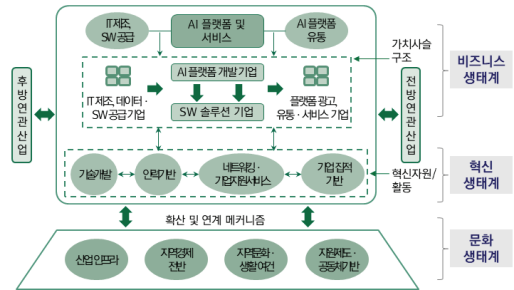 IT 제조,
SW 공급
AI 플랫폼 및
서비스
AI 플랫폼
유통
가치사슬
구조
비즈니스
생태계
후방연관산업
전방연관산업
AI 플랫폼 개발 기업
IT 제조, 데이터·
SW 공급 기업
SW 솔루션 기업
플랫폼 광고,
유통·서비스 기업
기술개발
인력기반
네트워킹·
기업지원서비스
기업 집적
기반
혁신자원/
활동
혁신
생태계
확산 및 연계 메커니즘
산업 인프라
지역경제
전반
지역문화·
생활 여건
지원제도·
공동체기반
문화
생태계